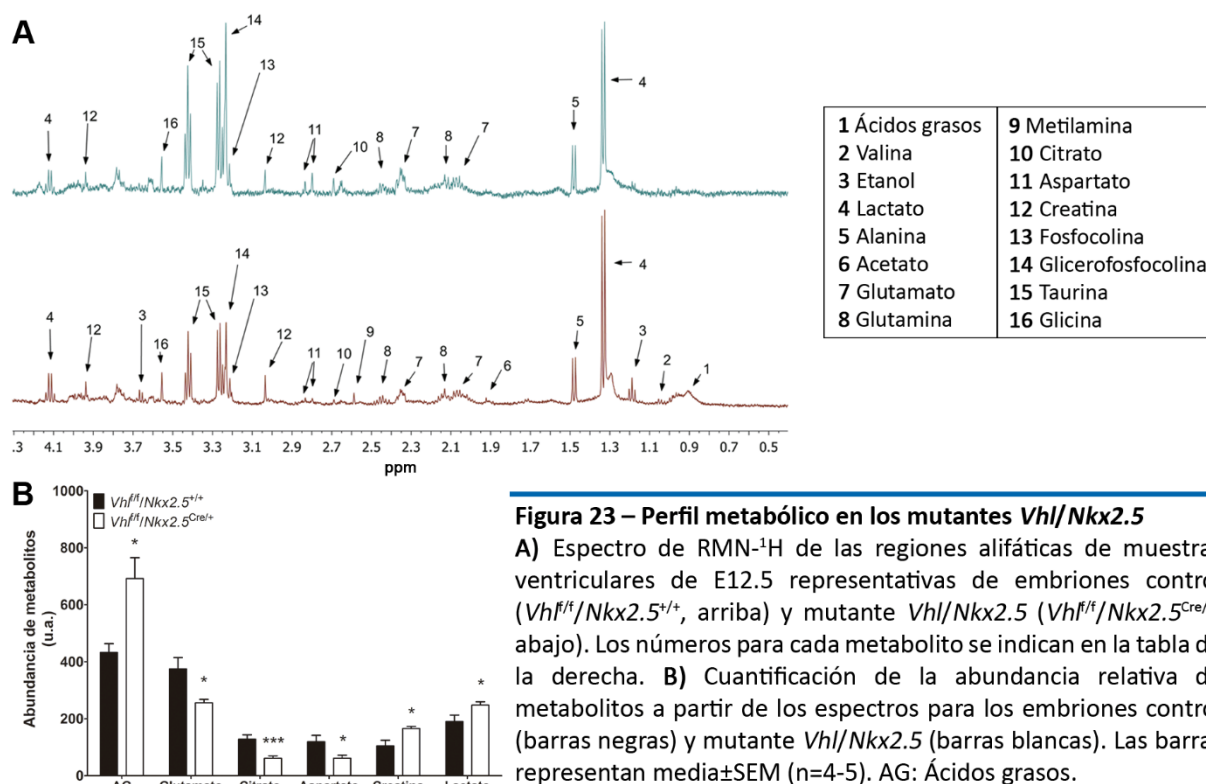 A
14
15
13
4
12
16
12
11
10
8
7
8
7
5
4
14
15
13
4
12
3
16
12
11
10
9
8
7
8
7
6
5
4
3
2
1
.3 4.1 3.9 3.7 3.5 3.3 3.1 2.9 2.7 2.5 2.3 2.1 1.9 1.7 1.5 1.3 1.1 0.9 0.7 0.5
ppm
1 Ácidos grasos
2 Valina
3 Etanol
4 Lactato
5 Alanina
6 Acetato
7 Glutamato
8 Glutamina
9 Metilamina
10 Citrato
11 Aspartato
12 Creatina
13 Fosfocolina
14 Glicerofosfocolina
15 Taurina
16 Glicina
B
Abundancia de metabolitos
(u.a.)
1000
800
600
400
200
0
Vhlf/f/Nkx2.5+/+
Vhlf/f/Nkx2.5Cre/+
* * *** * * *
AG Glutamato Citrato Aspartato Creatina Lactato
Figura 23 – Perfil metabólico en los mutantes Vhl/Nkx2.5
A) Espectro de RMN-1H de las regiones alifáticas de muestra
ventriculares de E12.5 representativas de embriones contro
(Vhlf/f/Nkx2.5+/+, arriba) y mutante Vhl/Nkx2.5 (Vhlf/f/Nkx2.5Cre/
abajo). Los números para cada metabolito se indican en la tabla d
la derecha. B) Cuantificación de la abundancia relativa d
metabolitos a partir de los espectros para los embriones contro
(barras negras) y mutante Vhl/Nkx2.5 (barras blancas). Las barra
representan media±SEM (n=4-5). AG: Ácidos grasos.